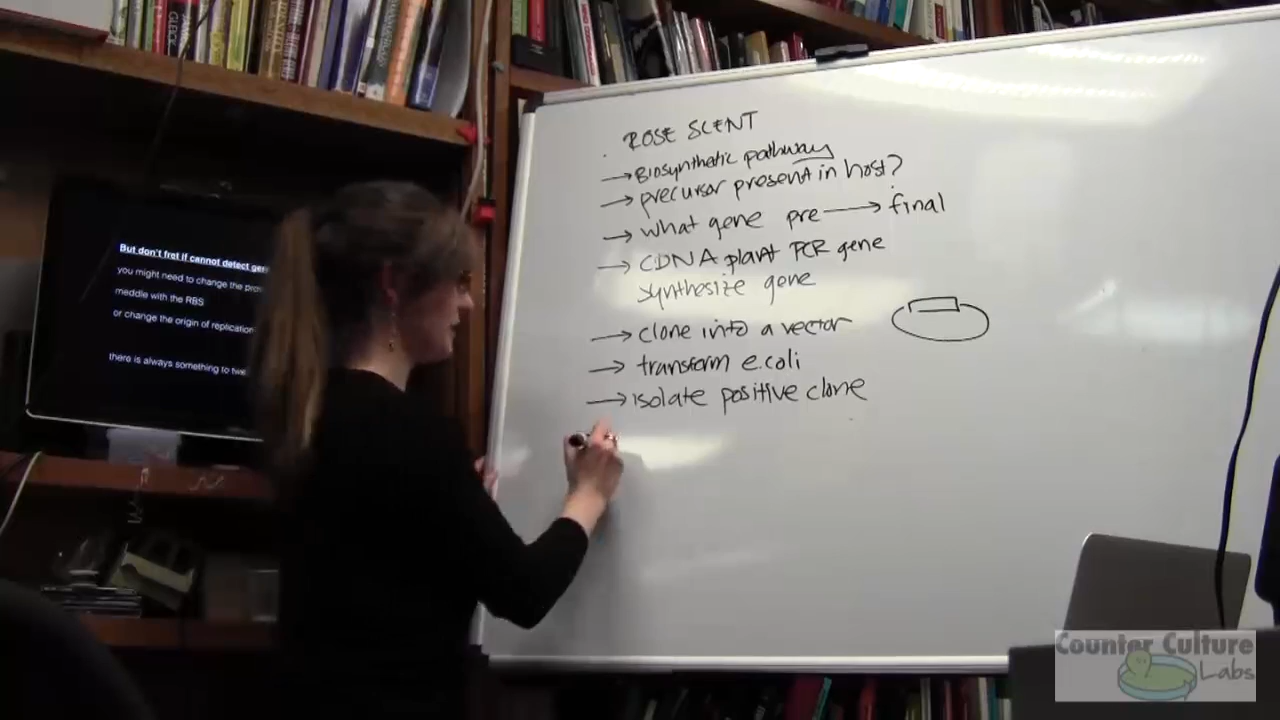 ROSE SCENT
→ Biosynthetic pathway
→ precursor present in host?
→ what gene pre → final
→ CDNA plant PCR gene
synthesize gene
→ clone into a vector
→ transform e.coli
→ isolate positive clone
But don't fret if cannot detect
you might need to change the
meddle with the RBS
or change the origin of replication
there is always something to
Counter Culture
Labs